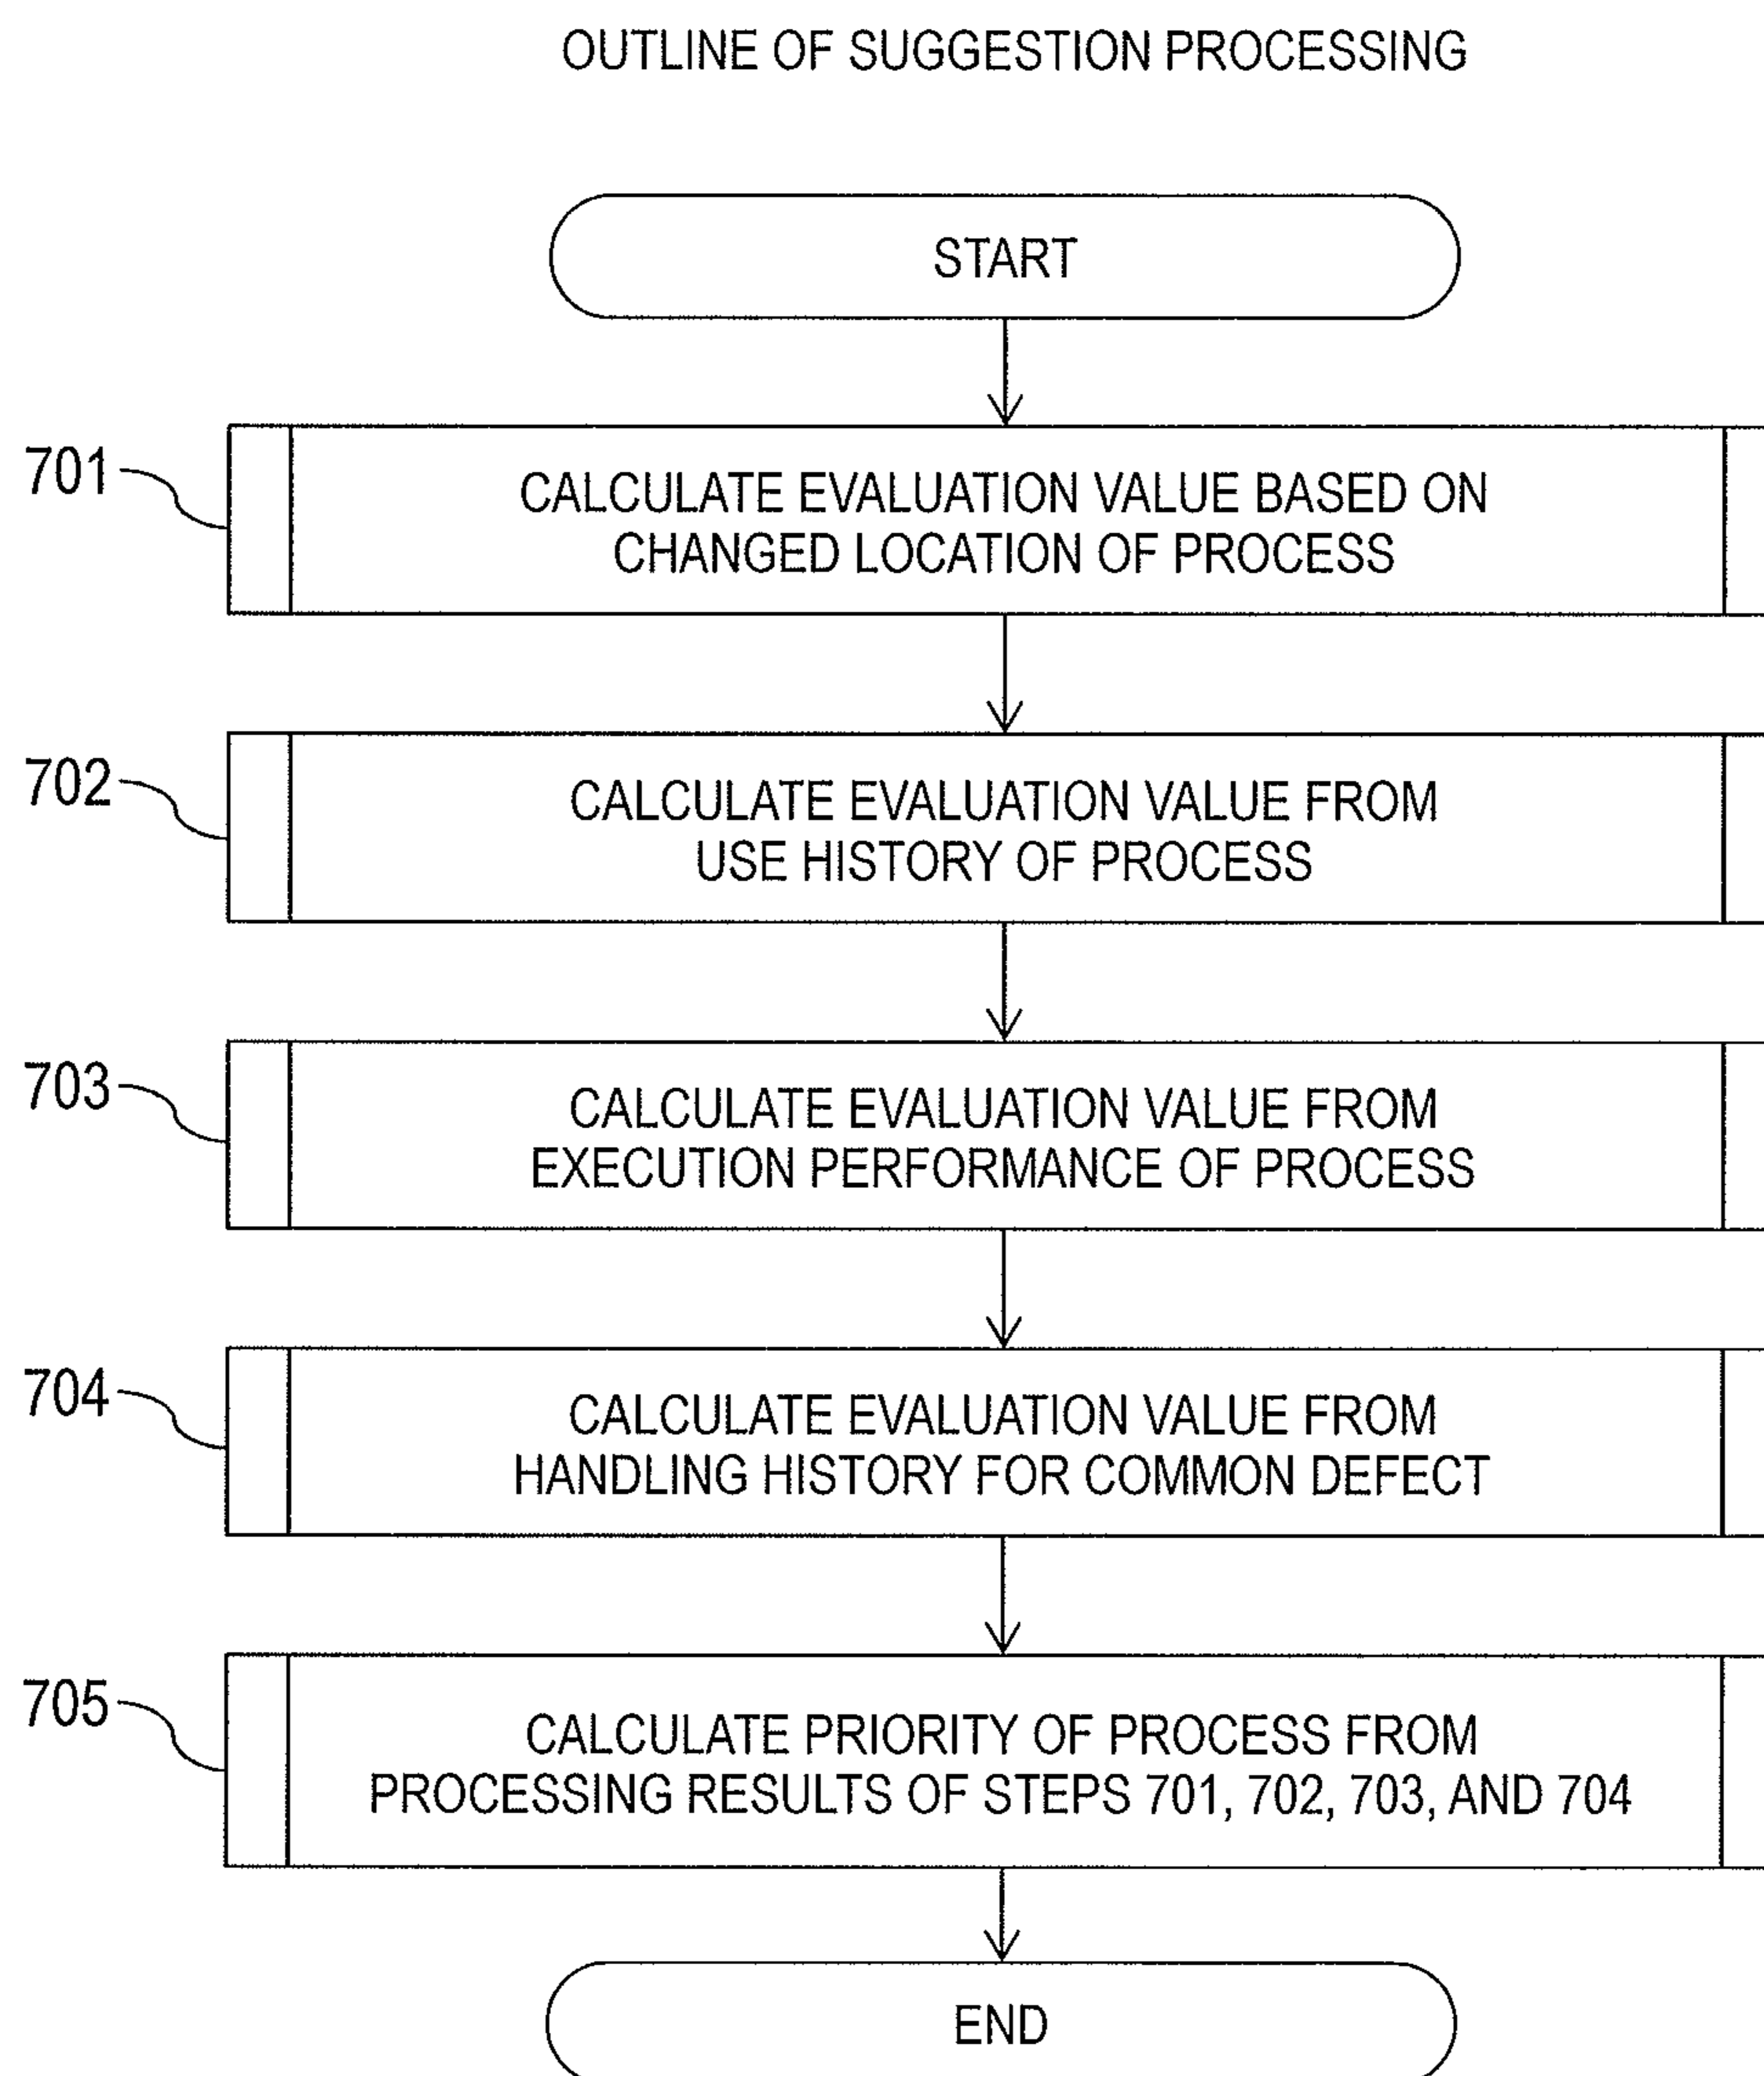 OUTLINE OF SUGGESTION PROCESSING
START
701
CALCULATE EVALUATION VALUE BASED ON
CHANGED LOCATION OF PROCESS
702
CALCULATE EVALUATION VALUE FROM
USE HISTORY OF PROCESS
703
CALCULATE EVALUATION VALUE FROM
EXECUTION PERFORMANCE OF PROCESS
704
CALCULATE EVALUATION VALUE FROM
HANDLING HISTORY FOR COMMON DEFECT
705
CALCULATE PRIORITY OF PROCESS FROM
PROCESSING RESULTS OF STEPS 701, 702, 703, AND 704
END